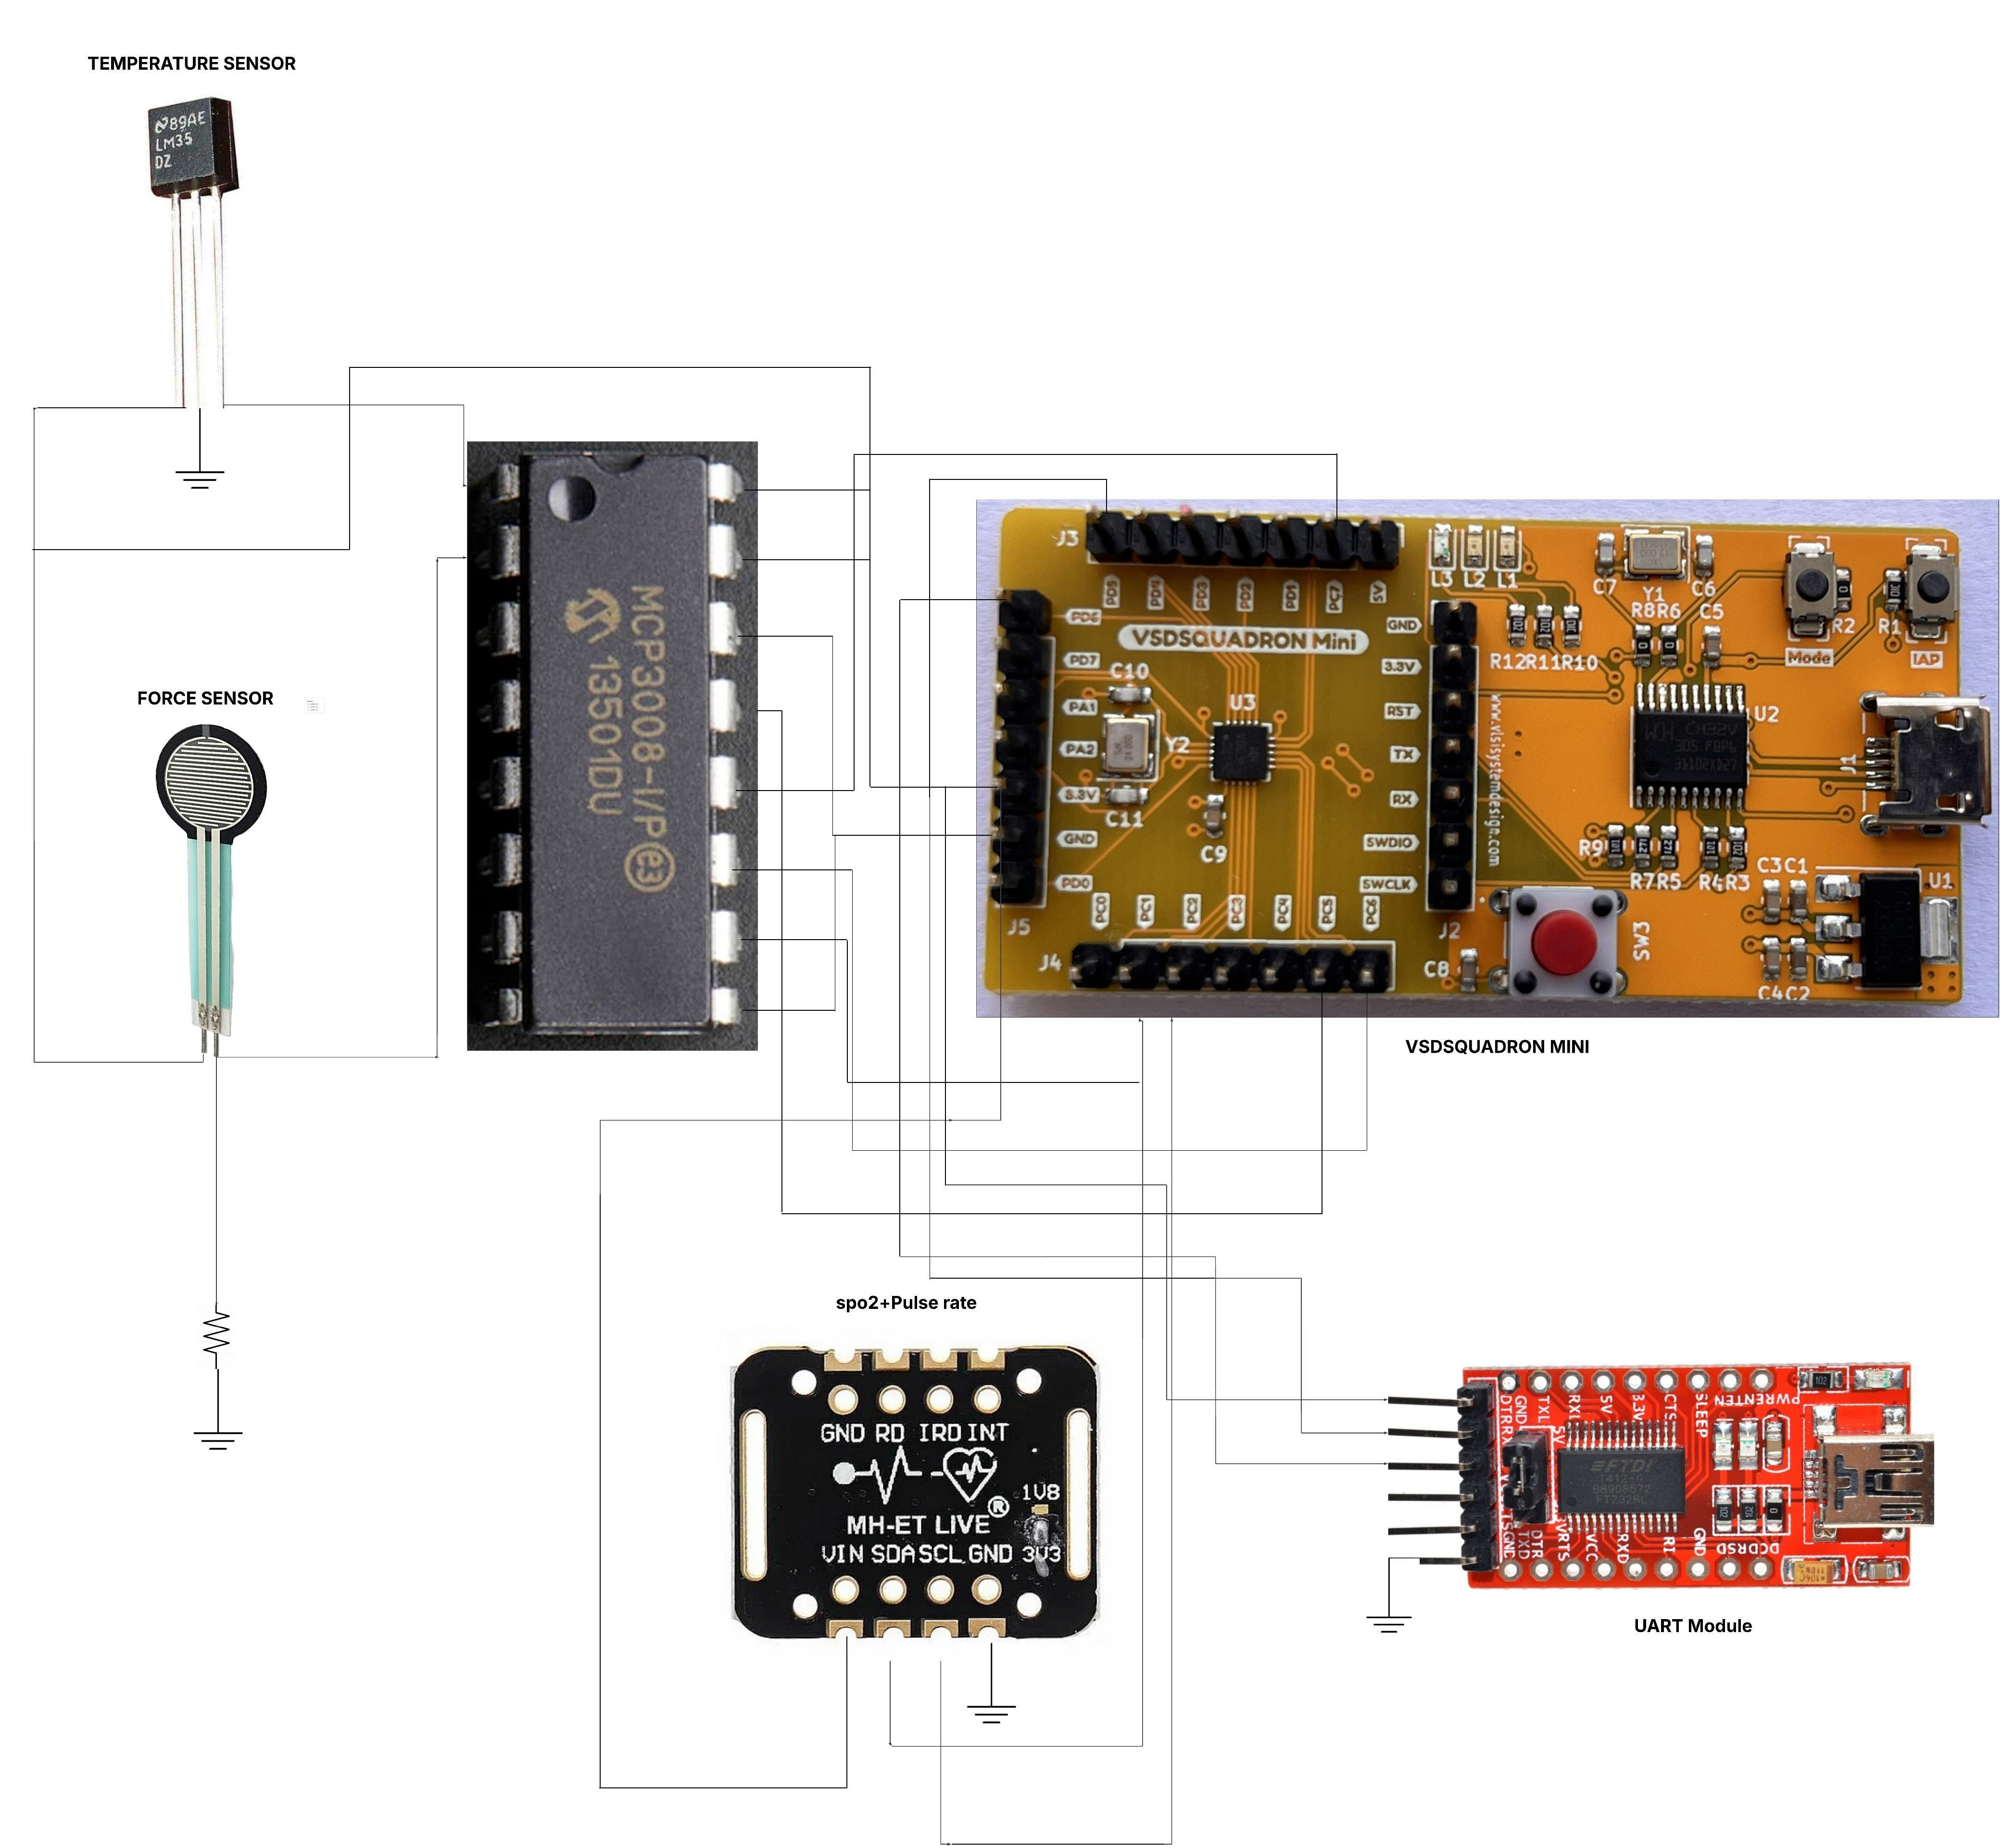 TEMPERATURE SENSOR
89AE
LM35
DZ
FORCE SENSOR
MCP3008-I/P e3
13501DU
J3
PD5 PD4 PD3 PD2 PD1 PC7 5V
L3 L2 L1
C7 Y1 C6
R8R6 C5
R2 R1
Mode IAP
PD6
PD7
PA1
PA2
3.3V
GND
PD0
J5
VSDSQUADRON Mini
C10
U3
Y2
C11
C9
GND
3.3V
RST
TX
RX
SWDIO
SWCLK
J2
R12R11R10
www.vlsisystemdesign.com
U2
J1
R9
R7R5 R4R3
C3C1
U1
PC0 PC1 PC2 PC3 PC4 PC5 PC6
J4
C8
SW3
C4C2
VSDSQUADRON MINI
spo2+Pulse rate
GND RD IRD INT
1V8
®
MH-ET LIVE
VIN SDA SCL GND 3V3
GND TXL RXL 5V 3.3V CTS SLEEP TEN PWREN
DTR
5V
FTDI
FT232RL
TXD DTR RTS VCC RXD RI GND DSR DCD
UART Module